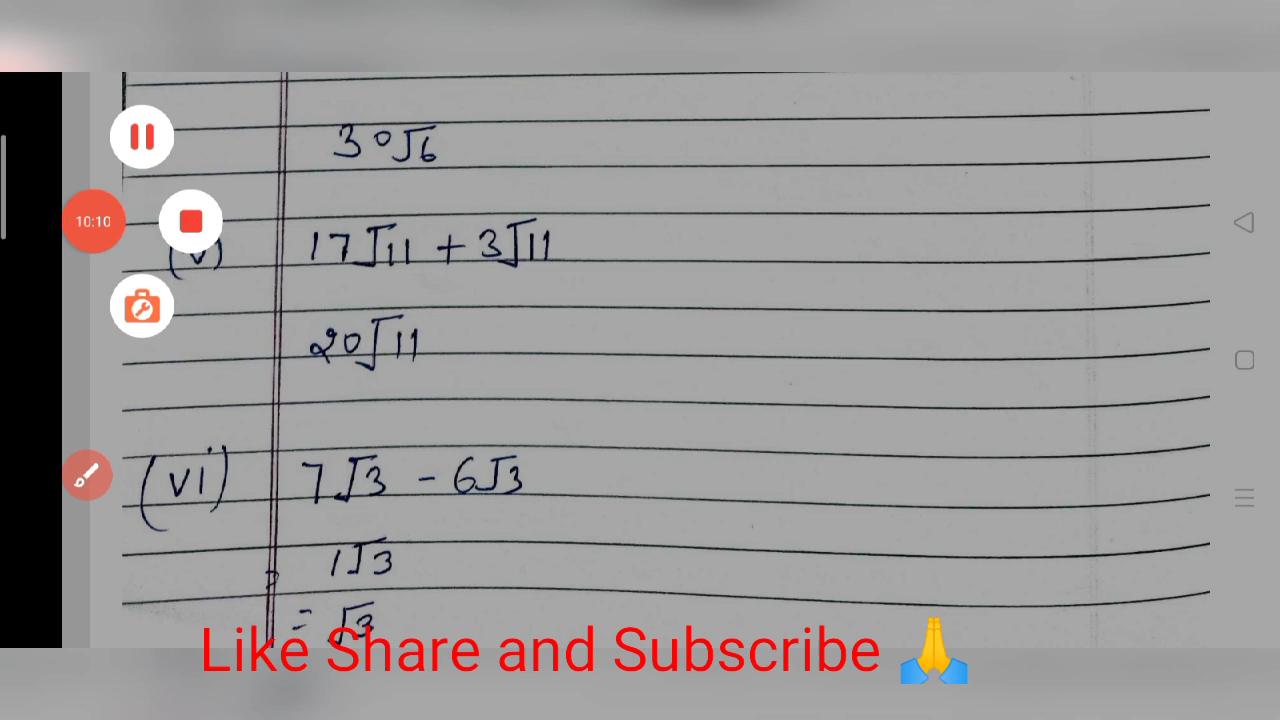 30√6
10:10
(v) 17√11 + 3√11
20√11
(vi) 7√3 - 6√3
1√3
= √3
Like Share and Subscribe 🙏